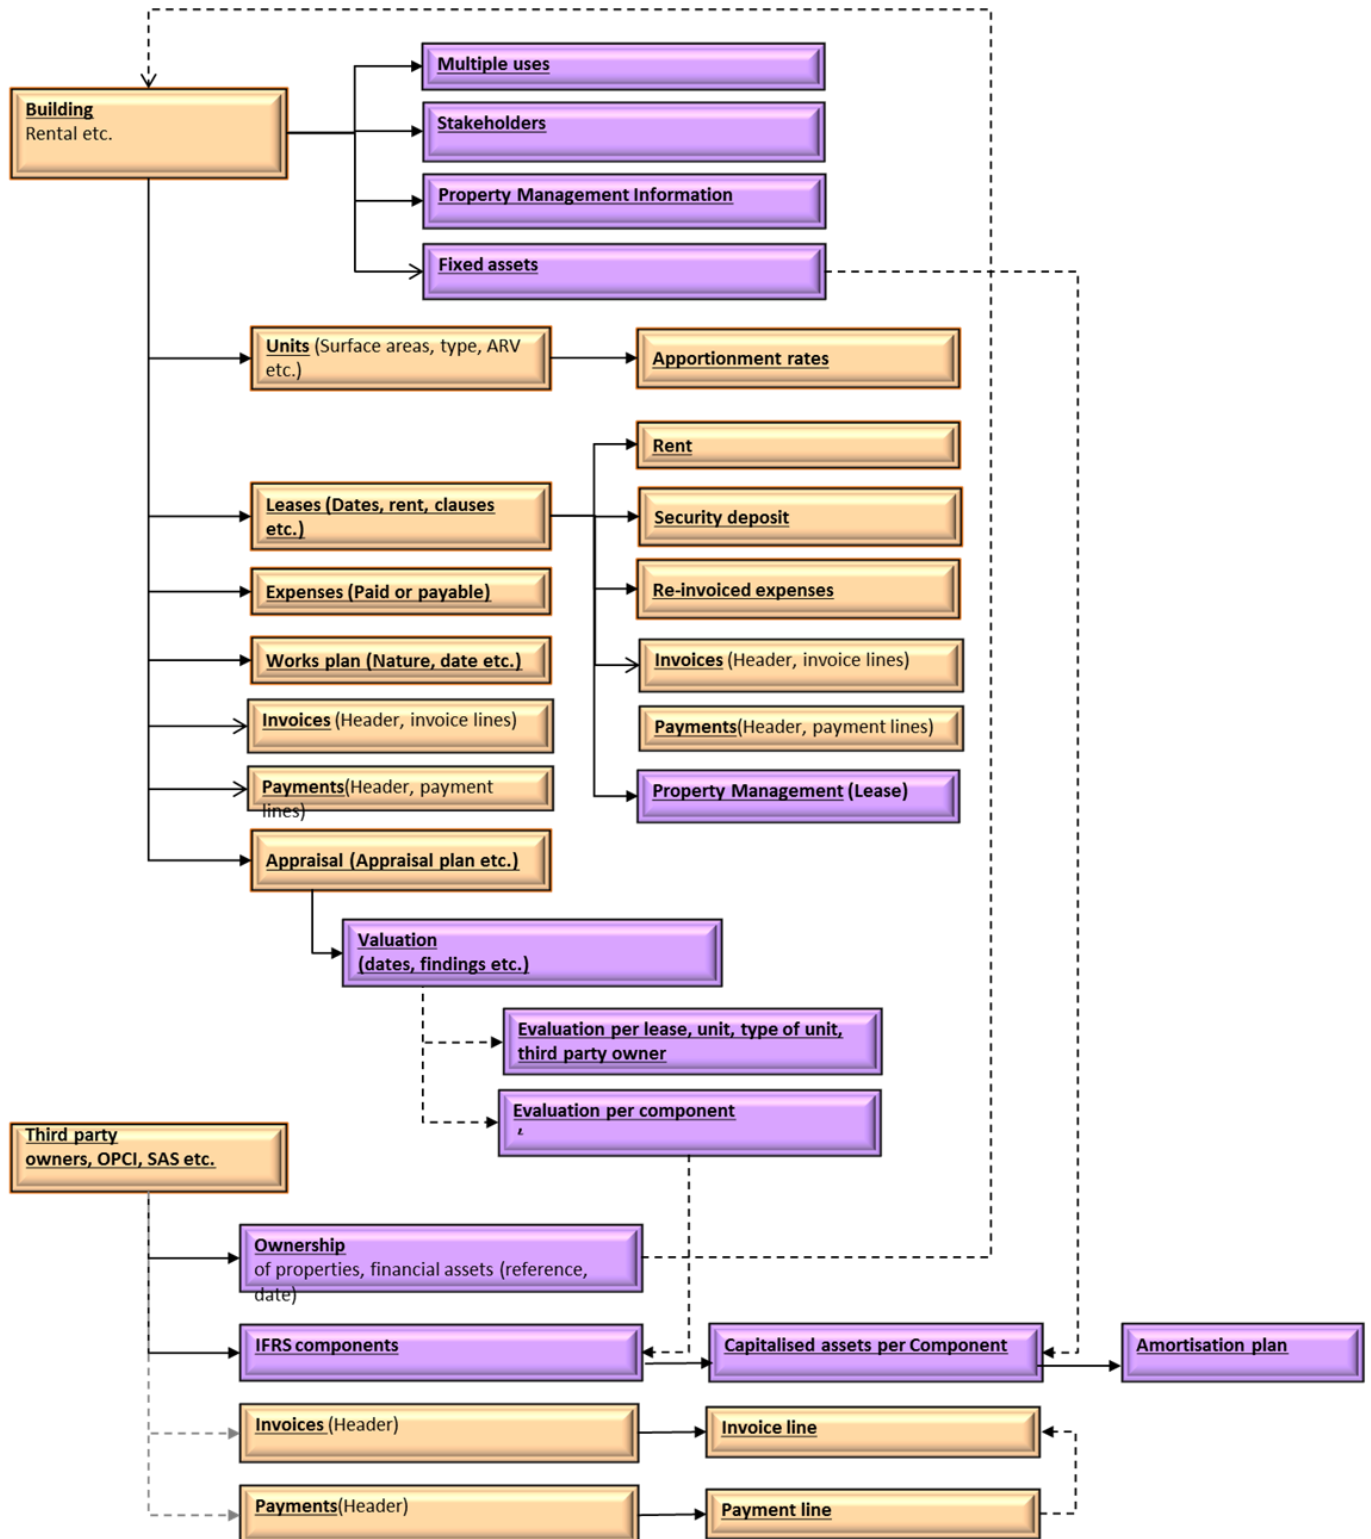 Multiple uses
Building
Rental etc.
Stakeholders
Property Management Information
Fixed assets
Units (Surface areas, type, ARV
etc.)
Apportionment rates
Rent
Leases (Dates, rent, clauses
etc.)
Security deposit
Expenses (Paid or payable)
Re-invoiced expenses
Works plan (Nature, date etc.)
Invoices (Header, invoice lines)
Invoices (Header, invoice lines)
Payments(Header, payment lines)
Payments(Header, payment
lines)
Property Management (Lease)
Appraisal (Appraisal plan etc.)
Valuation
(dates, findings etc.)
Evaluation per lease, unit, type of unit,
third party owner
Evaluation per component
Third party
owners, OPCI, SAS etc.
Ownership
of properties, financial assets (reference,
date)
IFRS components
Capitalised assets per Component
Amortisation plan
Invoices (Header)
Invoice line
Payments(Header)
Payment line